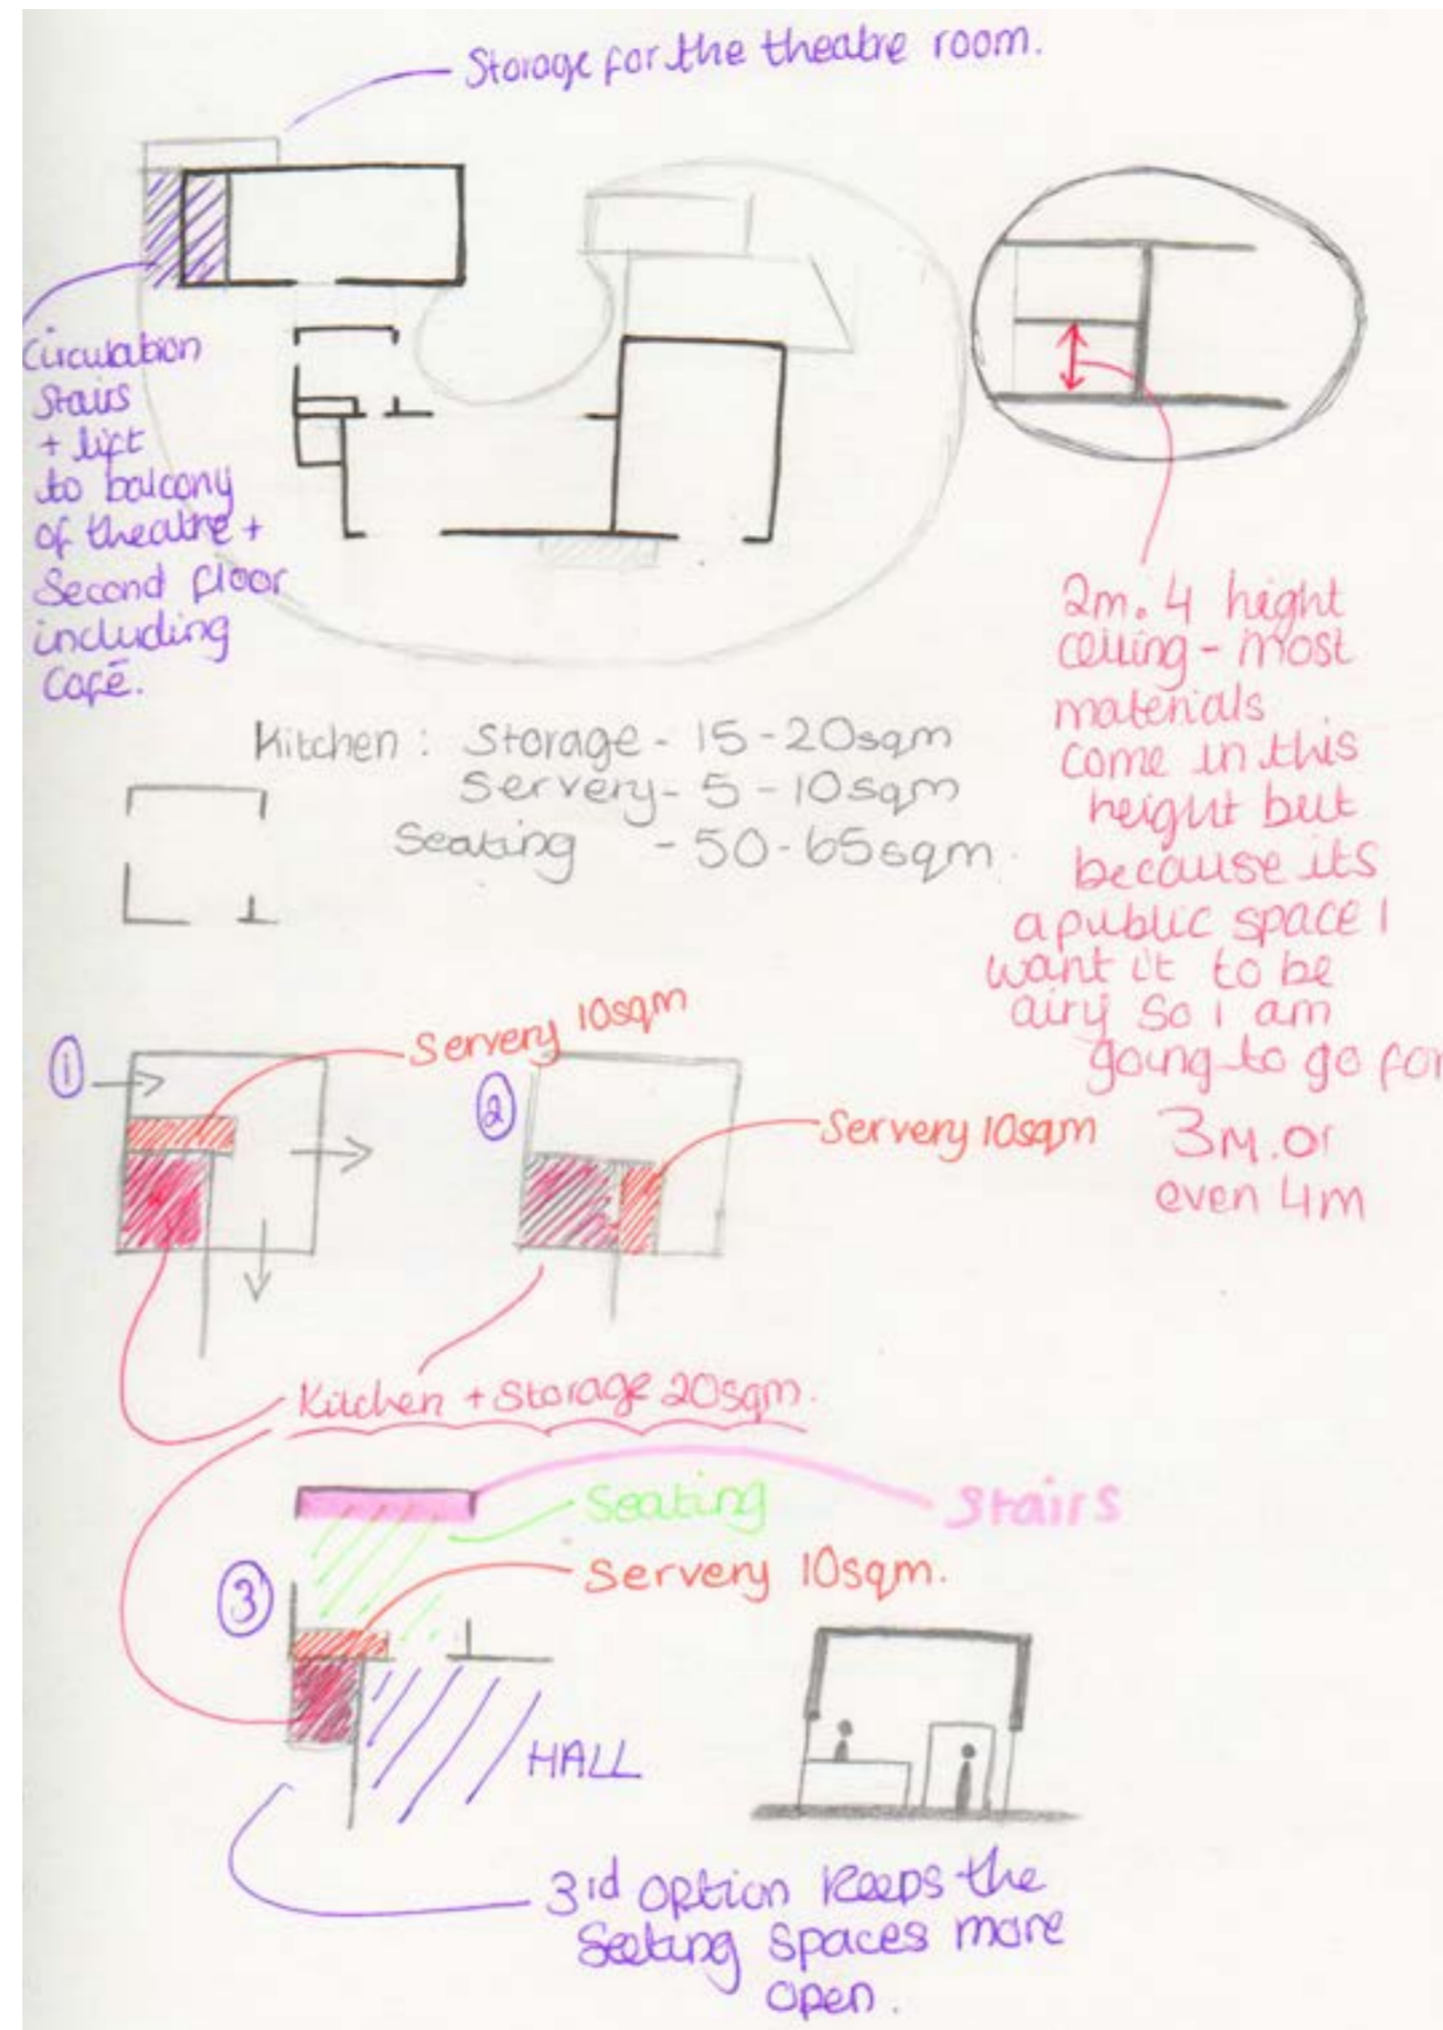 Storage for the theatre room.
Circulation
Stairs
+ lift
to balcony
of theatre +
Second floor
including
Café.
2m. 4 height
ceiling - most
materials
come in this
height but
because its
a public space I
want it to be
airy so I am
going to go for
3m. or
even 4m
Kitchen : Storage - 15-20sqm
Servery - 5-10sqm
Seating - 50-65sqm
1
Servery 10sqm
2
Servery 10sqm
Kitchen + Storage 20sqm.
Stairs
Seating
Servery 10sqm.
3
HALL
3rd option keeps the
Seating spaces more
open.